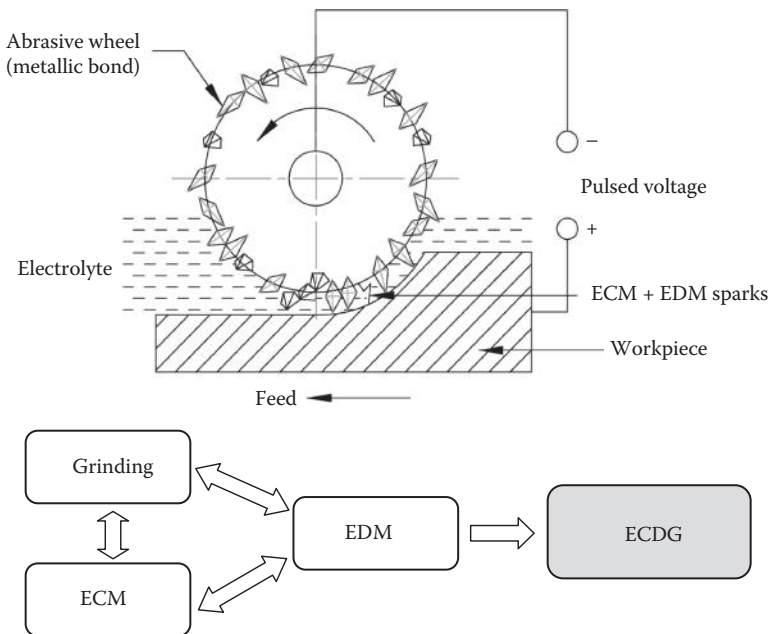 Abrasive wheel
(metallic bond)
−
Pulsed voltage
+
Electrolyte
ECM + EDM sparks
Workpiece
Feed
Grinding
EDM
ECDG
ECM